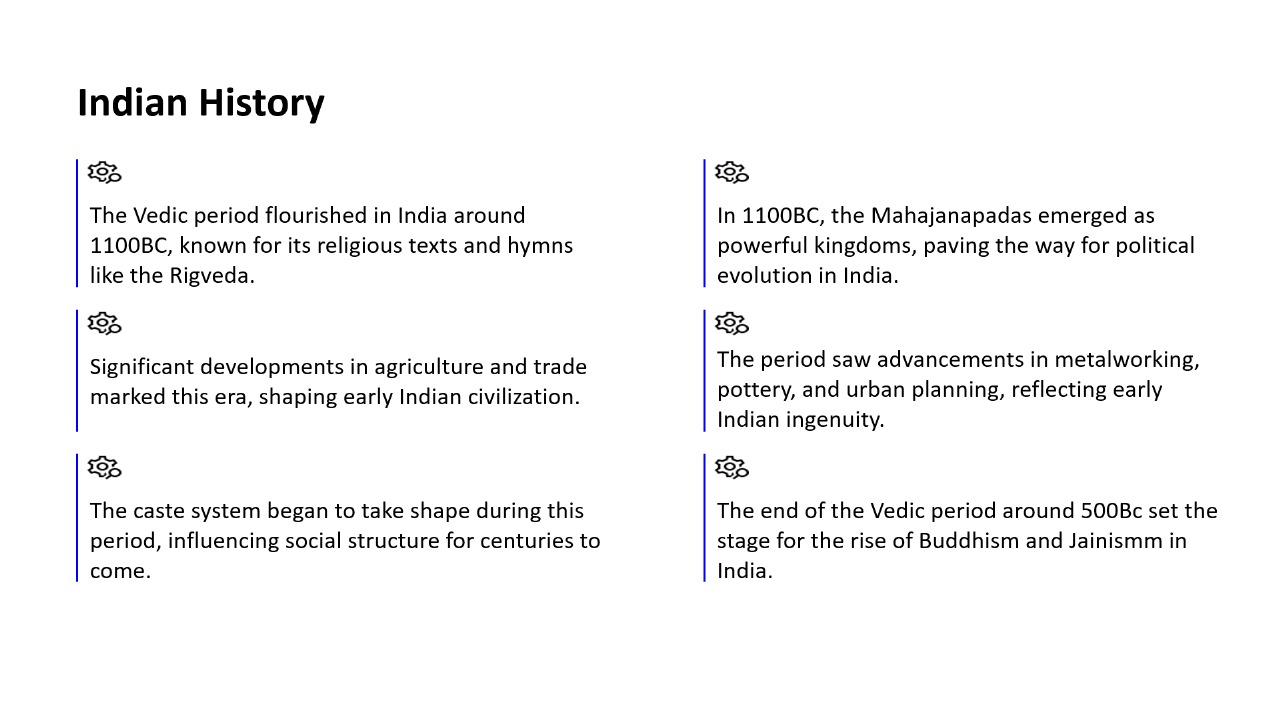 Indian History
The Vedic period flourished in India around
1100BC, known for its religious texts and hymns
like the Rigveda.
Significant developments in agriculture and trade
marked this era, shaping early Indian civilization.
The caste system began to take shape during this
period, influencing social structure for centuries to
come.
In 1100BC, the Mahajanapadas emerged as
powerful kingdoms, paving the way for political
evolution in India.
The period saw advancements in metalworking,
pottery, and urban planning, reflecting early
Indian ingenuity.
The end of the Vedic period around 500Bc set the
stage for the rise of Buddhism and Jainismm in
India.